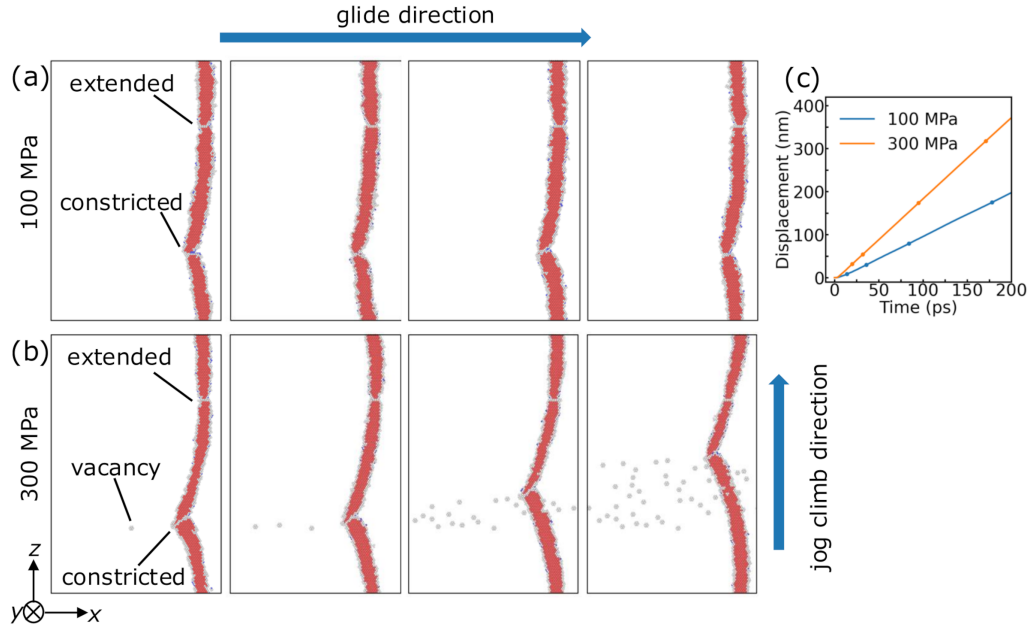 glide direction
(a)
100 MPa
extended
constricted
(b)
300 MPa
extended
vacancy
constricted
z
y
x
jog climb direction
(c)
Displacement (nm)
400
300
200
100
0
100 MPa
300 MPa
0 50 75 100 150 200
Time (ps)